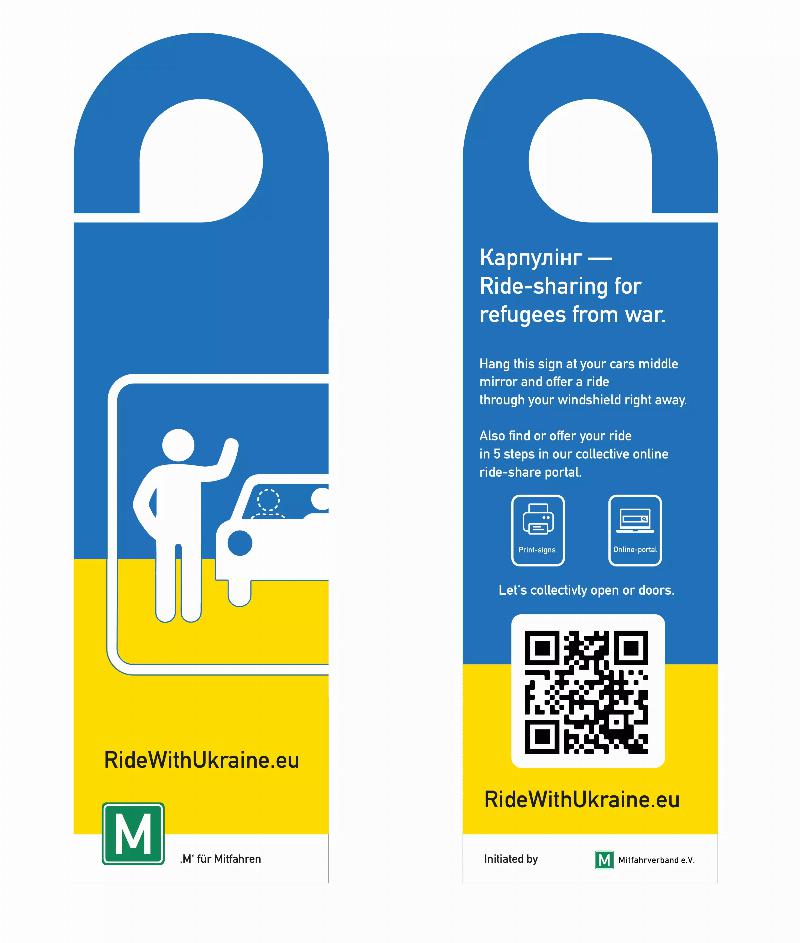 RideWithUkraine.eu
M
‚M‘ für Mitfahren
Карпулінг —
Ride-sharing for
refugees from war.
Hang this sign at your cars middle
mirror and offer a ride
through your windshield right away.
Also find or offer your ride
in 5 steps in our collective online
ride-share portal.
Print-signs
Online-portal
Let's collectivly open or doors.
RideWithUkraine.eu
Initiated by
M Mitfahrverband e.V.